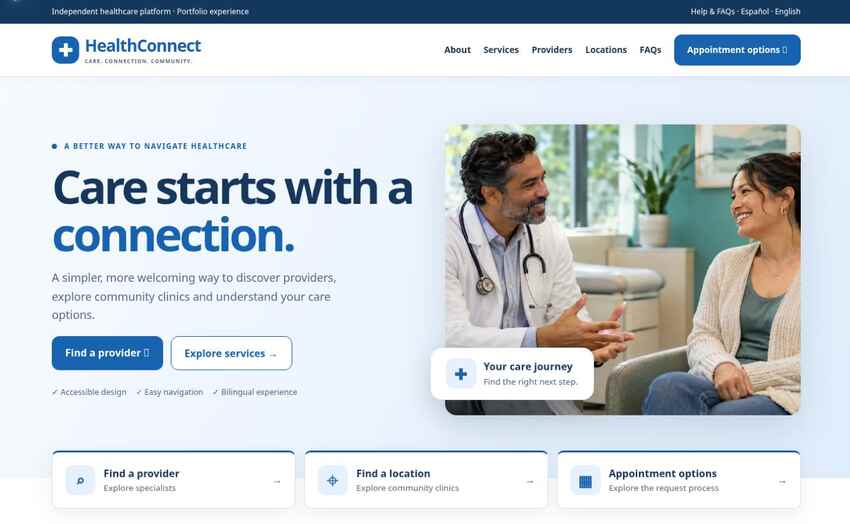 Independent healthcare platform · Portfolio experience
Help & FAQs · Español · English
HealthConnect
CARE. CONNECTION. COMMUNITY.
About Services Providers Locations FAQs Appointment options
A BETTER WAY TO NAVIGATE HEALTHCARE
Care starts with a
connection.
A simpler, more welcoming way to discover providers,
explore community clinics and understand your care
options.
Find a provider
Explore services →
✓ Accessible design ✓ Easy navigation ✓ Bilingual experience
Your care journey
Find the right next step.
Find a provider
Explore specialists
→
Find a location
Explore community clinics
→
Appointment options
Explore the request process
→